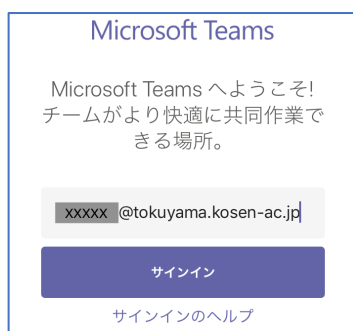 Microsoft Teams
Microsoft Teams へようこそ!
チームがより快適に共同作業で
きる場所。
xxxxx @tokuyama.kosen-ac.jp
サインイン
サインインのヘルプ